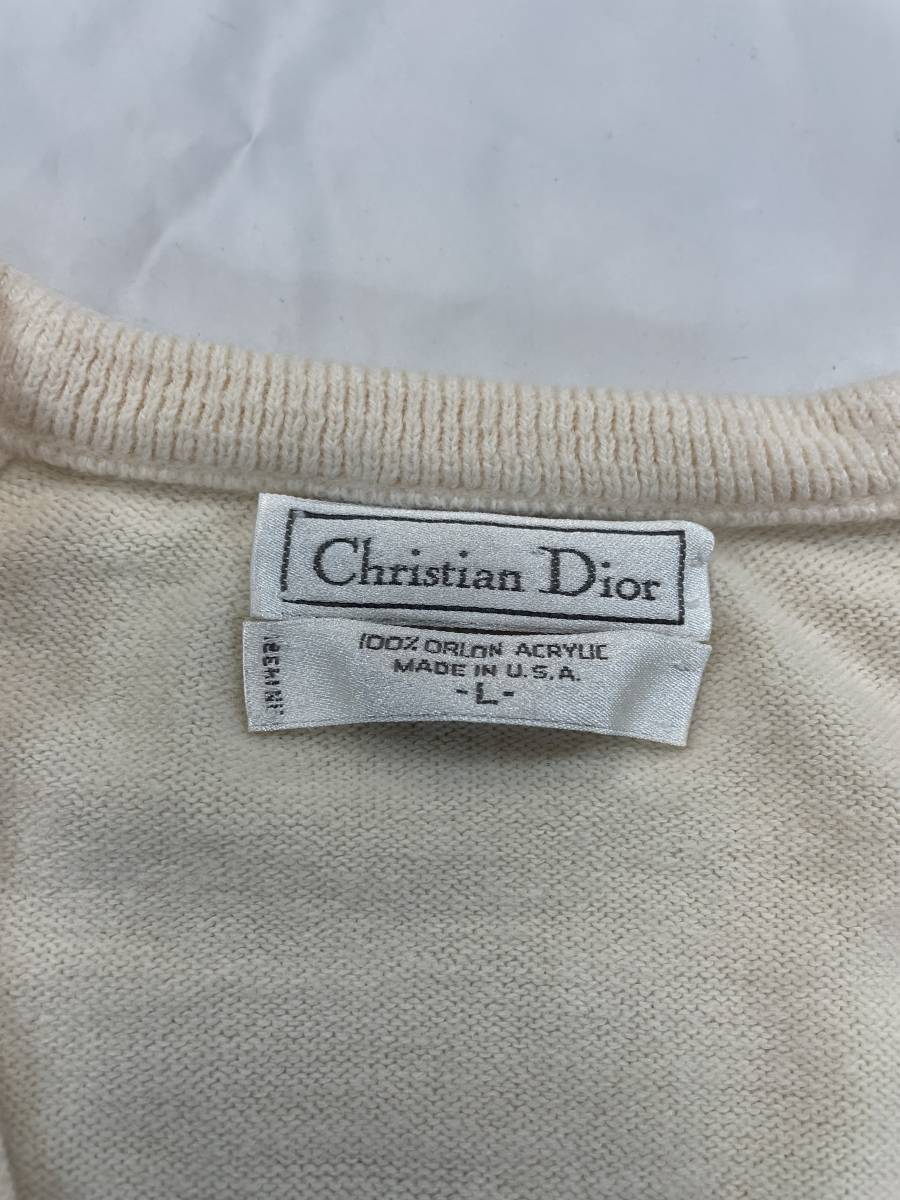 Christian Dior
100% ORLON ACRYLIC
MADE IN U.S.A.
-L-